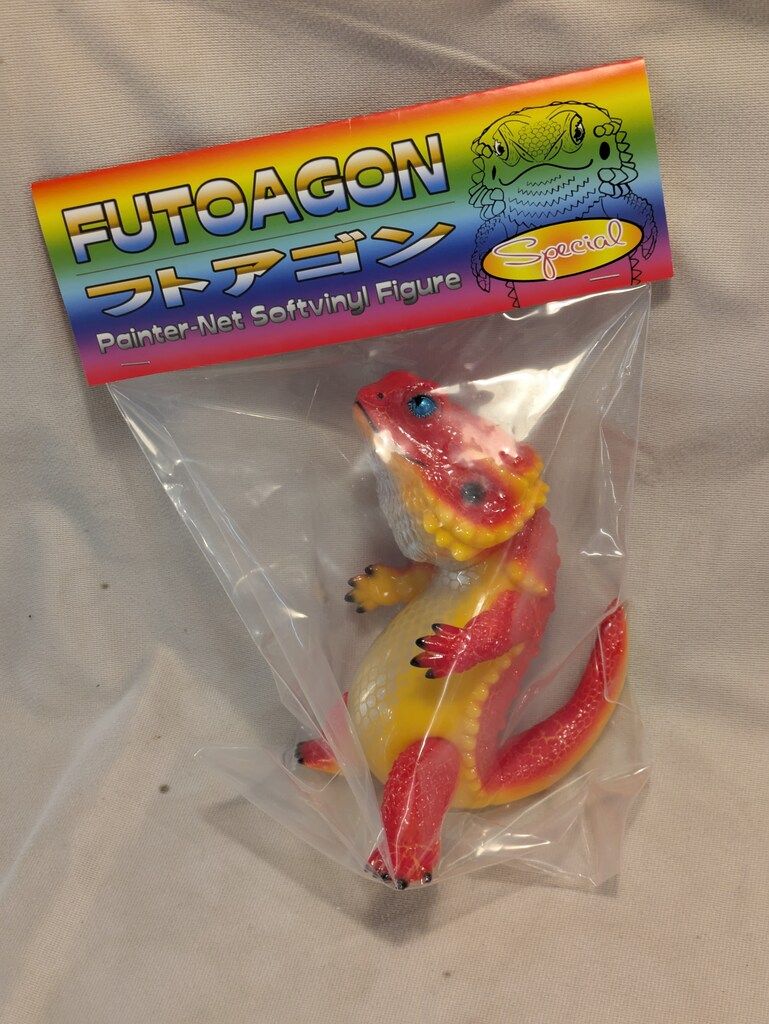 FUTOAGON
フトアゴン
Painter-Net Softvinyl Figure
Special